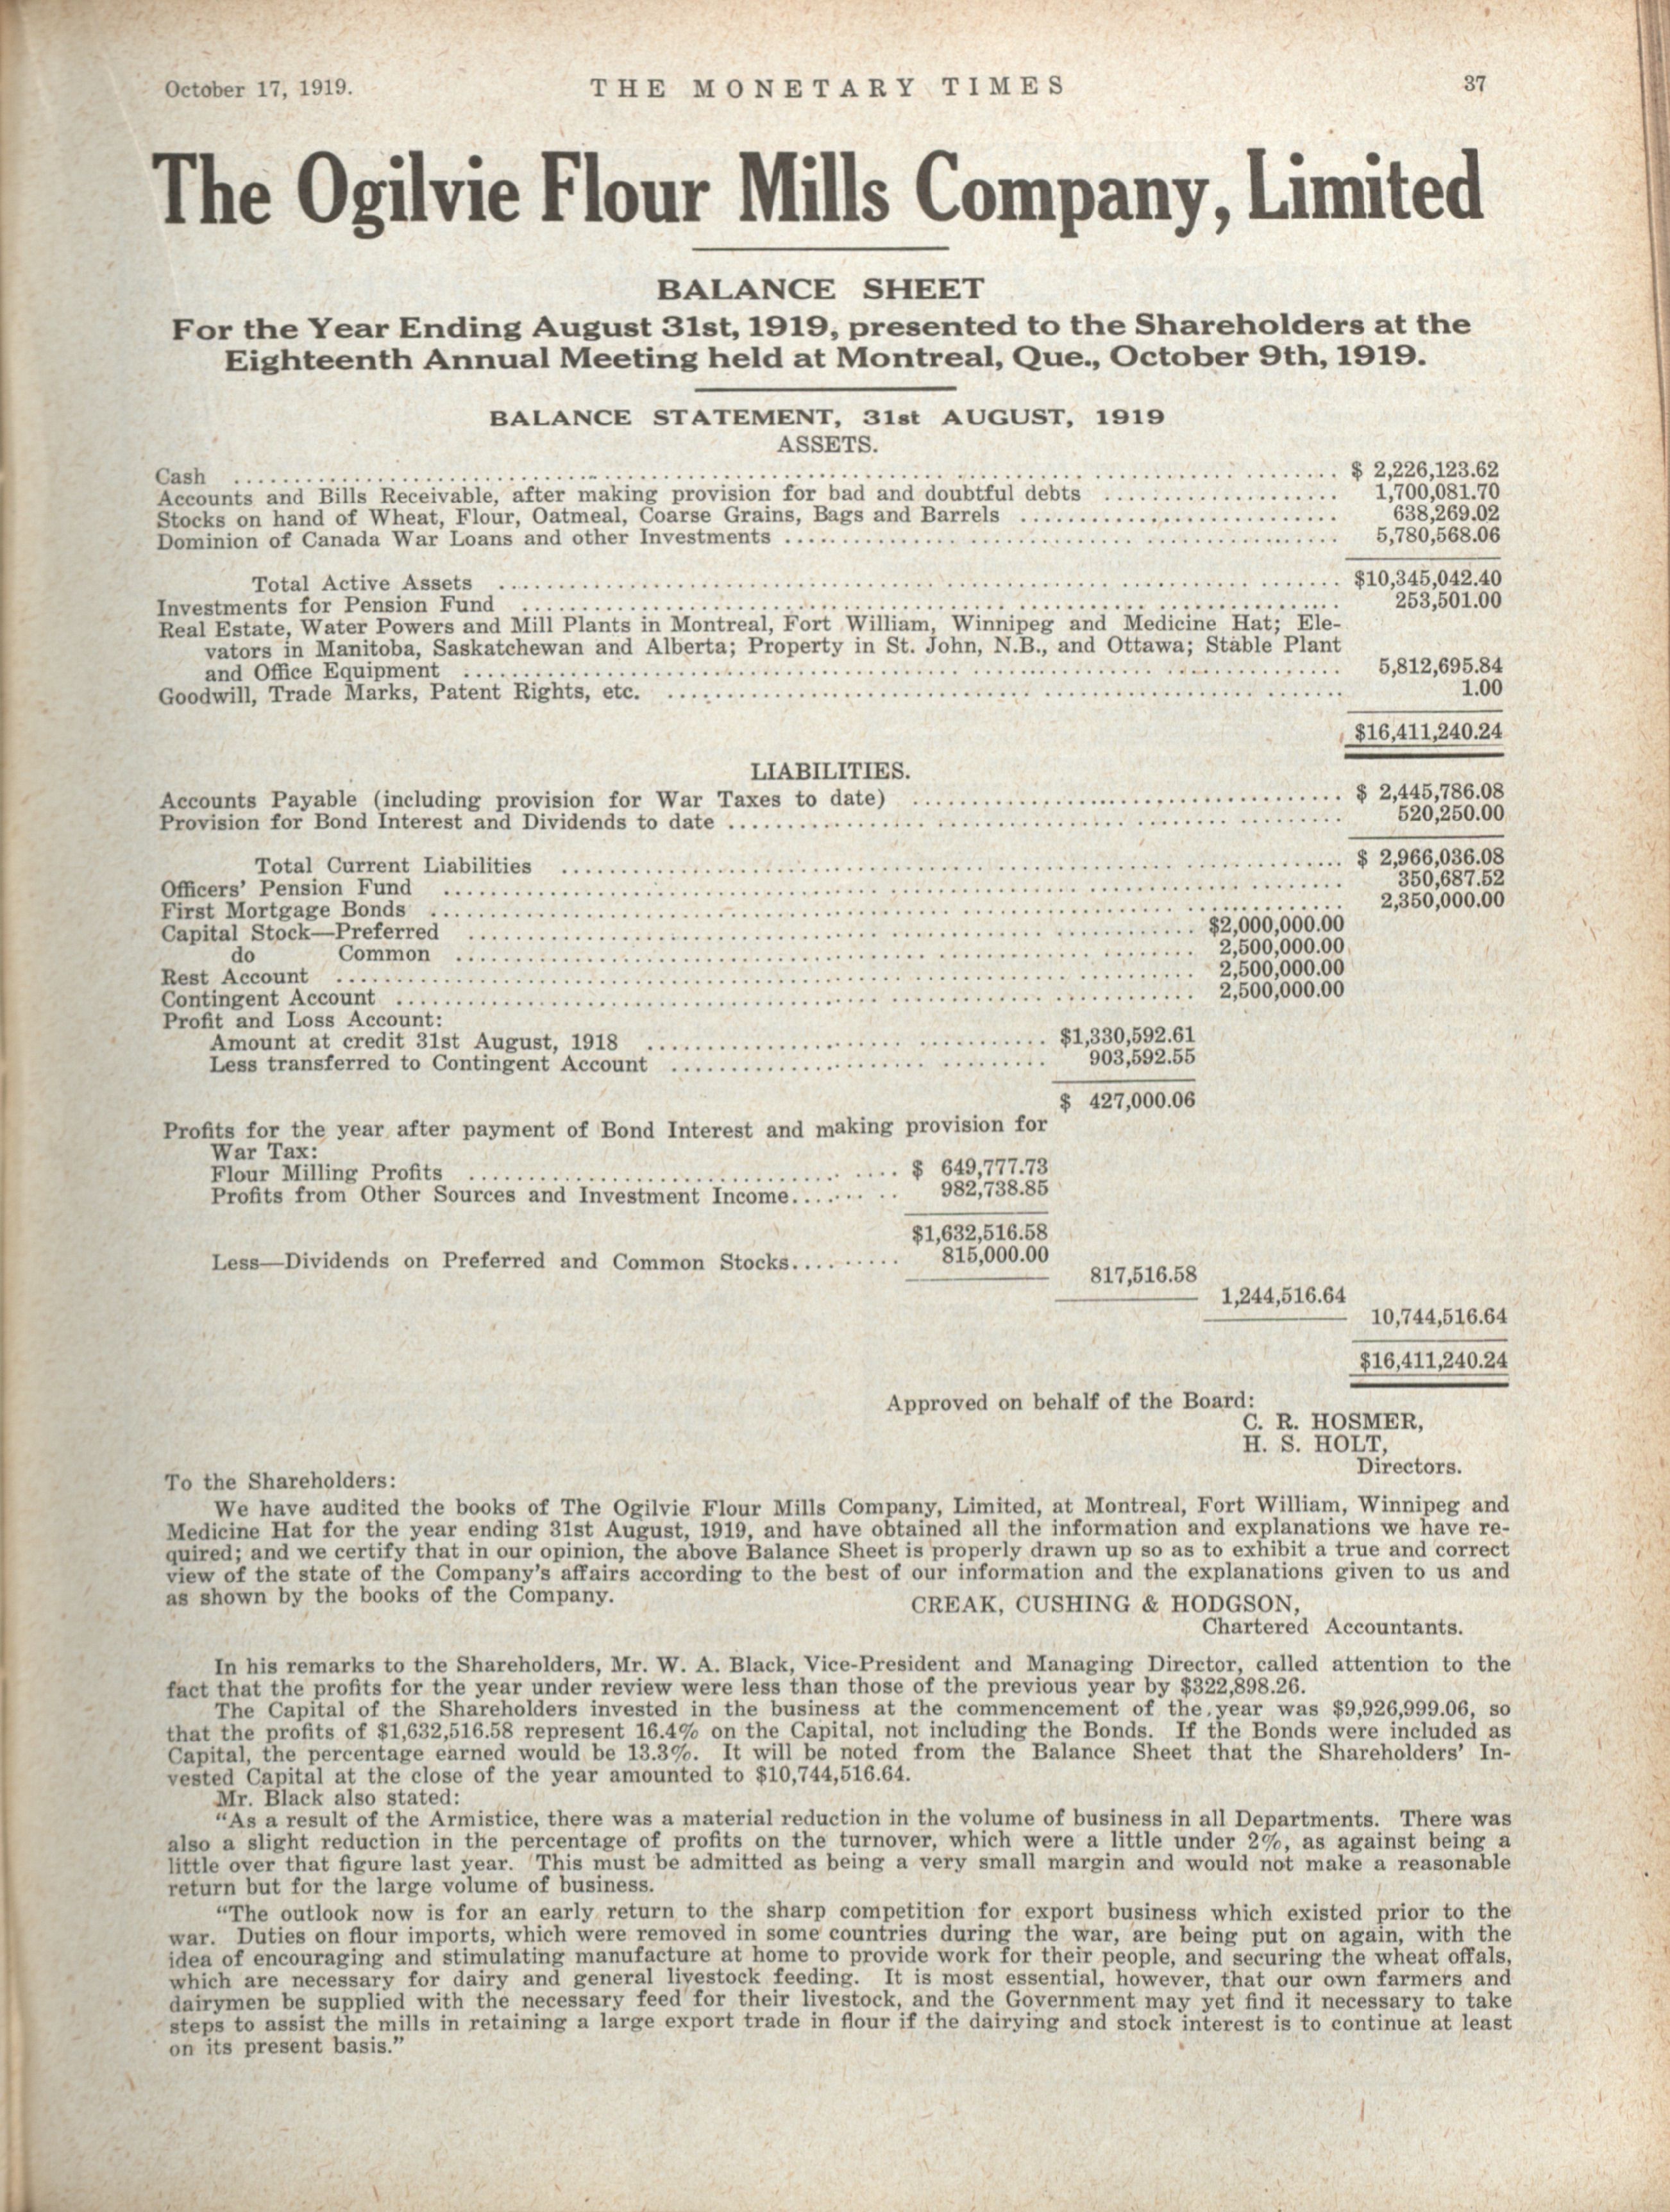 October 17, 1919.
THE MONETARY TIMES
37
The Ogilvie Flour Mills Company, Limited
BALANCE SHEET
For the Year Ending August 31st, 1919, presented to the Shareholders at the
Eighteenth Annual Meeting held at Montreal, Que., October 9th, 1919.
BALANCE STATEMENT, 31st AUGUST, 1919
ASSETS.
Cash $ 2,226,123.62
Accounts and Bills Receivable, after making provision for bad and doubtful debts 1,700,081.70
Stocks on hand of Wheat, Flour, Oatmeal, Coarse Grains, Bags and Barrels 638,269.02
Dominion of Canada War Loans and other Investments 5,780,568.06
Total Active Assets $10,345,042.40
Investments for Pension Fund 253,501.00
Real Estate, Water Powers and Mill Plants in Montreal, Fort William, Winnipeg and Medicine Hat; Ele-
vators in Manitoba, Saskatchewan and Alberta; Property in St. John, N.B., and Ottawa; Stable Plant
and Office Equipment 5,812,695.84
Goodwill, Trade Marks, Patent Rights, etc. 1.00
$16,411,240.24
LIABILITIES.
Accounts Payable (including provision for War Taxes to date) $ 2,445,786.08
Provision for Bond Interest and Dividends to date 520,250.00
Total Current Liabilities $ 2,966,036.08
Officers' Pension Fund 350,687.52
First Mortgage Bonds 2,350,000.00
Capital Stock—Preferred $2,000,000.00
do Common 2,500,000.00
Rest Account 2,500,000.00
Contingent Account 2,500,000.00
Profit and Loss Account:
Amount at credit 31st August, 1918 $1,330,592.61
Less transferred to Contingent Account 903,592.55
$ 427,000.06
Profits for the year after payment of Bond Interest and making provision for
War Tax:
Flour Milling Profits $ 649,777.73
Profits from Other Sources and Investment Income 982,738.85
$1,632,516.58
Less—Dividends on Preferred and Common Stocks 815,000.00
817,516.58
1,244,516.64
10,744,516.64
$16,411,240.24
Approved on behalf of the Board:
C. R. HOSMER,
H. S. HOLT,
Directors.
To the Shareholders:
We have audited the books of The Ogilvie Flour Mills Company, Limited, at Montreal, Fort William, Winnipeg and
Medicine Hat for the year ending 31st August, 1919, and have obtained all the information and explanations we have re-
quired; and we certify that in our opinion, the above Balance Sheet is properly drawn up so as to exhibit a true and correct
view of the state of the Company's affairs according to the best of our information and the explanations given to us and
as shown by the books of the Company.
CREAK, CUSHING & HODGSON,
Chartered Accountants.
In his remarks to the Shareholders, Mr. W. A. Black, Vice-President and Managing Director, called attention to the
fact that the profits for the year under review were less than those of the previous year by $322,898.26.
The Capital of the Shareholders invested in the business at the commencement of the year was $9,926,999.06, so
that the profits of $1,632,516.58 represent 16.4% on the Capital, not including the Bonds. If the Bonds were included as
Capital, the percentage earned would be 13.3%. It will be noted from the Balance Sheet that the Shareholders' In-
vested Capital at the close of the year amounted to $10,744,516.64.
Mr. Black also stated:
"As a result of the Armistice, there was a material reduction in the volume of business in all Departments. There was
also a slight reduction in the percentage of profits on the turnover, which were a little under 2%, as against being a
little over that figure last year. This must be admitted as being a very small margin and would not make a reasonable
return but for the large volume of business.
"The outlook now is for an early return to the sharp competition for export business which existed prior to the
war. Duties on flour imports, which were removed in some countries during the war, are being put on again, with the
idea of encouraging and stimulating manufacture at home to provide work for their people, and securing the wheat offals,
which are necessary for dairy and general livestock feeding. It is most essential, however, that our own farmers and
dairymen be supplied with the necessary feed for their livestock, and the Government may yet find it necessary to take
steps to assist the mills in retaining a large export trade in flour if the dairying and stock interest is to continue at least
on its present basis."